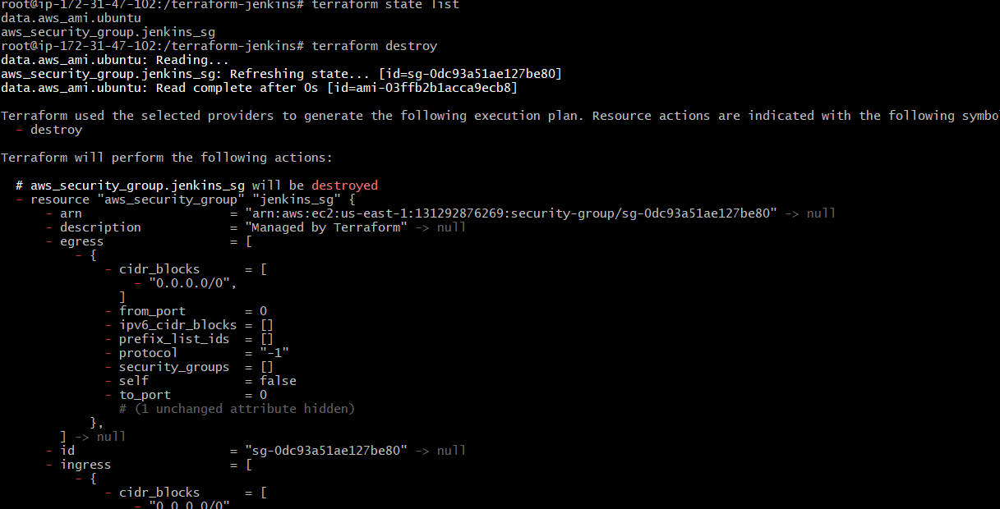 root@ip-172-31-47-102:/terraform-jenkins# terraform state list
data.aws_ami.ubuntu
aws_security_group.jenkins_sg
root@ip-172-31-47-102:/terraform-jenkins# terraform destroy
data.aws_ami.ubuntu: Reading...
aws_security_group.jenkins_sg: Refreshing state... [id=sg-0dc93a51ae127be80]
data.aws_ami.ubuntu: Read complete after 0s [id=ami-03ffb2b1acca9ecb8]
Terraform used the selected providers to generate the following execution plan. Resource actions are indicated with the following symbo
- destroy
Terraform will perform the following actions:
# aws_security_group.jenkins_sg will be destroyed
- resource "aws_security_group" "jenkins_sg" {
- arn = "arn:aws:ec2:us-east-1:131292876269:security-group/sg-0dc93a51ae127be80" -> null
- description = "Managed by Terraform" -> null
- egress = [
- {
- cidr_blocks = [
- "0.0.0.0/0",
]
- from_port = 0
- ipv6_cidr_blocks = []
- prefix_list_ids = []
- protocol = "-1"
- security_groups = []
- self = false
- to_port = 0
# (1 unchanged attribute hidden)
},
] -> null
- id = "sg-0dc93a51ae127be80" -> null
- ingress = [
- {
- cidr_blocks = [
- "0.0.0.0/0"